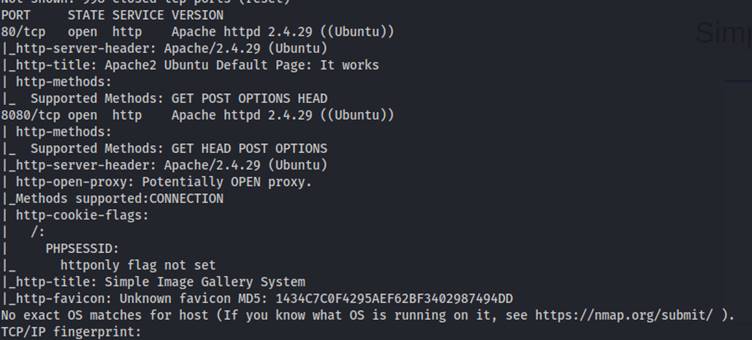 Not shown: 998 closed tcp ports (reset)
PORT     STATE SERVICE VERSION
80/tcp   open  http    Apache httpd 2.4.29 ((Ubuntu))
|_http-server-header: Apache/2.4.29 (Ubuntu)
|_http-title: Apache2 Ubuntu Default Page: It works
| http-methods:
|_  Supported Methods: GET POST OPTIONS HEAD
8080/tcp open  http    Apache httpd 2.4.29 ((Ubuntu))
| http-methods:
|_  Supported Methods: GET HEAD POST OPTIONS
|_http-server-header: Apache/2.4.29 (Ubuntu)
| http-open-proxy: Potentially OPEN proxy.
|_Methods supported:CONNECTION
| http-cookie-flags:
|   /:
|     PHPSESSID:
|_      httponly flag not set
|_http-title: Simple Image Gallery System
|_http-favicon: Unknown favicon MD5: 1434C7C0F4295AEF62BF3402987494DD
No exact OS matches for host (If you know what OS is running on it, see https://nmap.org/submit/ ).
TCP/IP fingerprint: